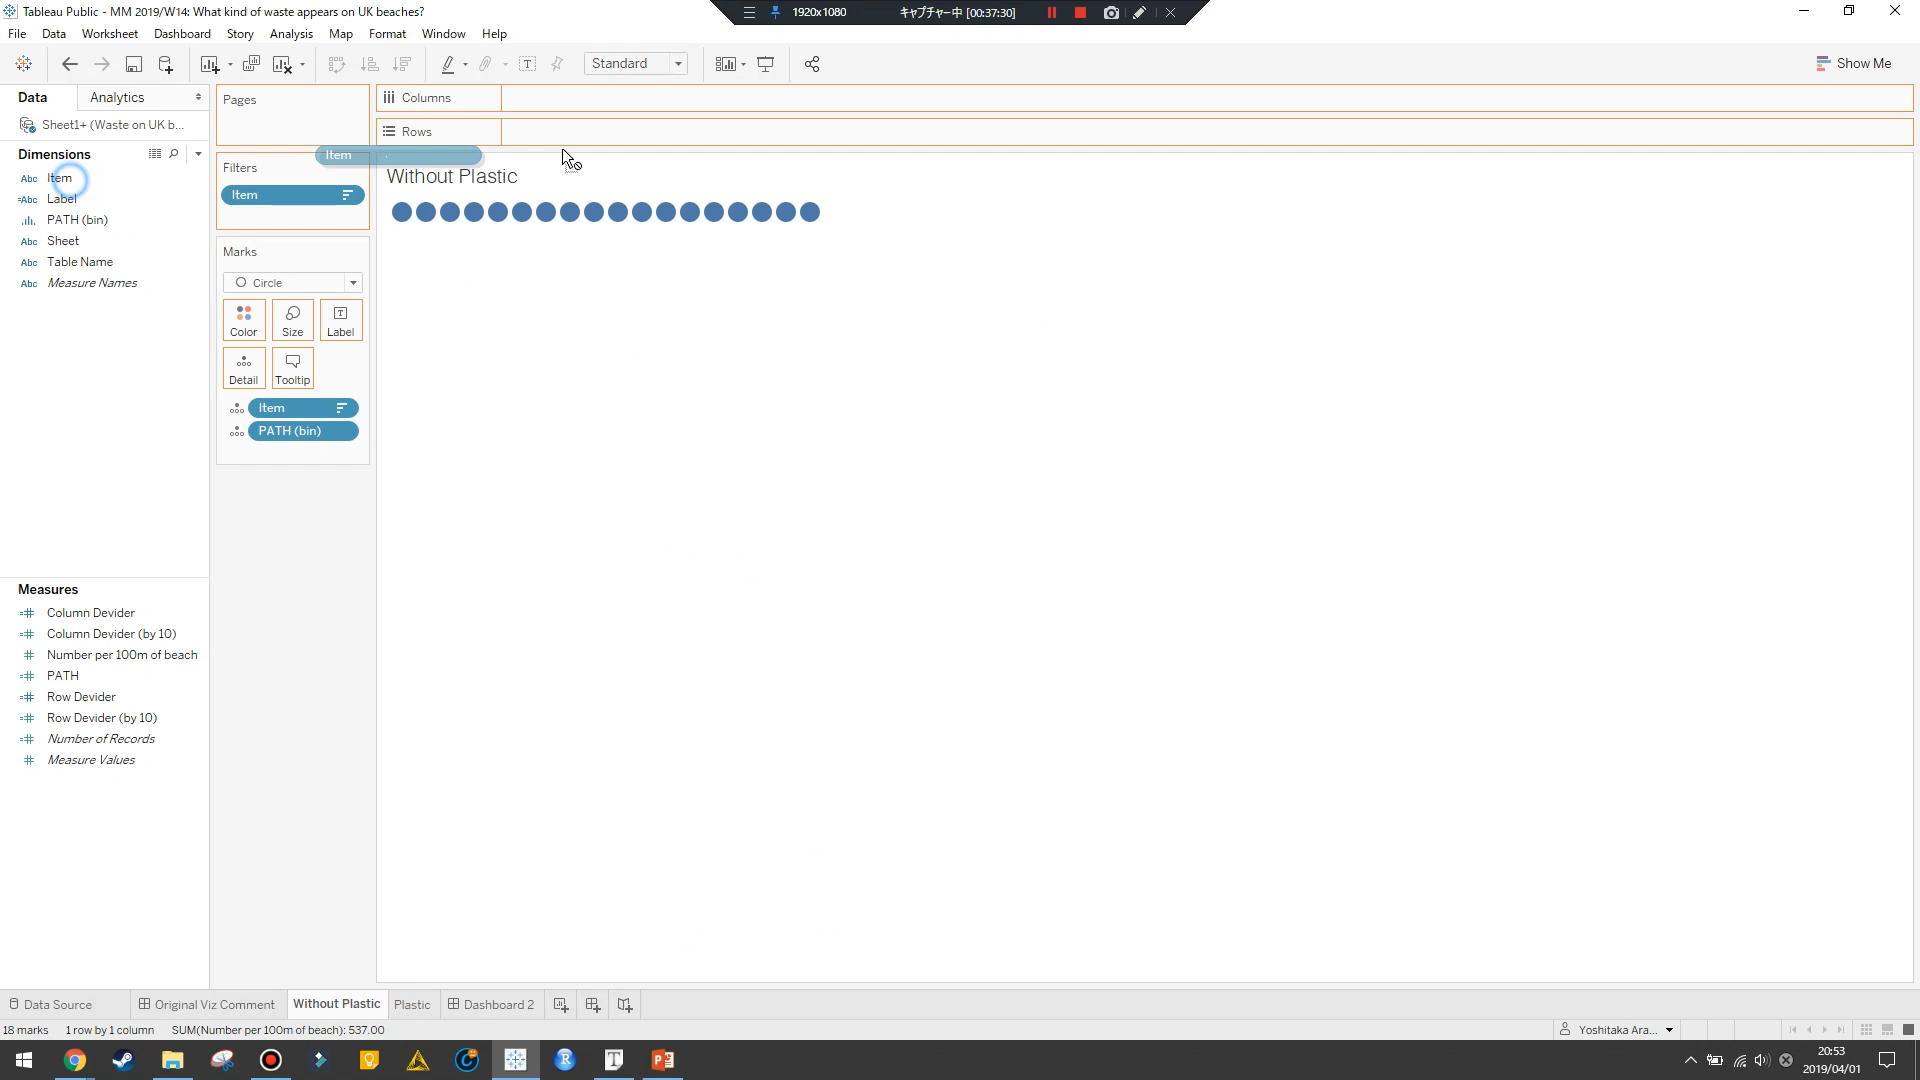 Tableau Public - MM 2019/W14: What kind of waste appears on UK beaches?
1920x1080
キャプチャー中 [00:37:30]
File Data Worksheet Dashboard Story Analysis Map Format Window Help
Standard
Show Me
Data
Analytics
Sheet1+ (Waste on UK b...
Dimensions
Abc Item
=Abc Label
PATH (bin)
Abc Sheet
Abc Table Name
Abc Measure Names
Measures
Column Devider
Column Devider (by 10)
Number per 100m of beach
PATH
Row Devider
Row Devider (by 10)
Number of Records
Measure Values
Pages
Columns
Rows
Item
Filters
Item
Marks
Circle
Color
Size
Label
Detail
Tooltip
Item
PATH (bin)
Without Plastic
Data Source
Original Viz Comment
Without Plastic
Plastic
Dashboard 2
18 marks
1 row by 1 column
SUM(Number per 100m of beach): 537.00
Yoshitaka Ara...
20:53
2019/04/01